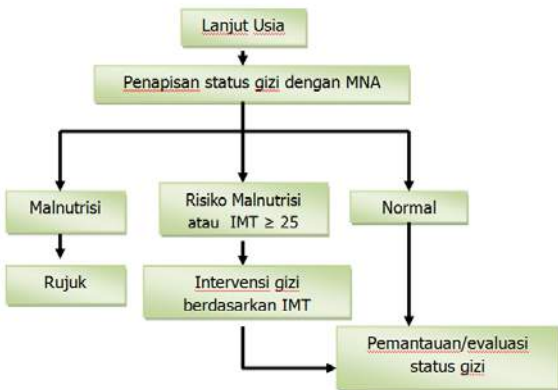 Lanjut Usia
Penapisan status gizi dengan MNA
Malnutrisi
Risiko Malnutrisi
atau IMT ≥ 25
Normal
Rujuk
Intervensi gizi
berdasarkan IMT
Pemantauan/evaluasi
status gizi